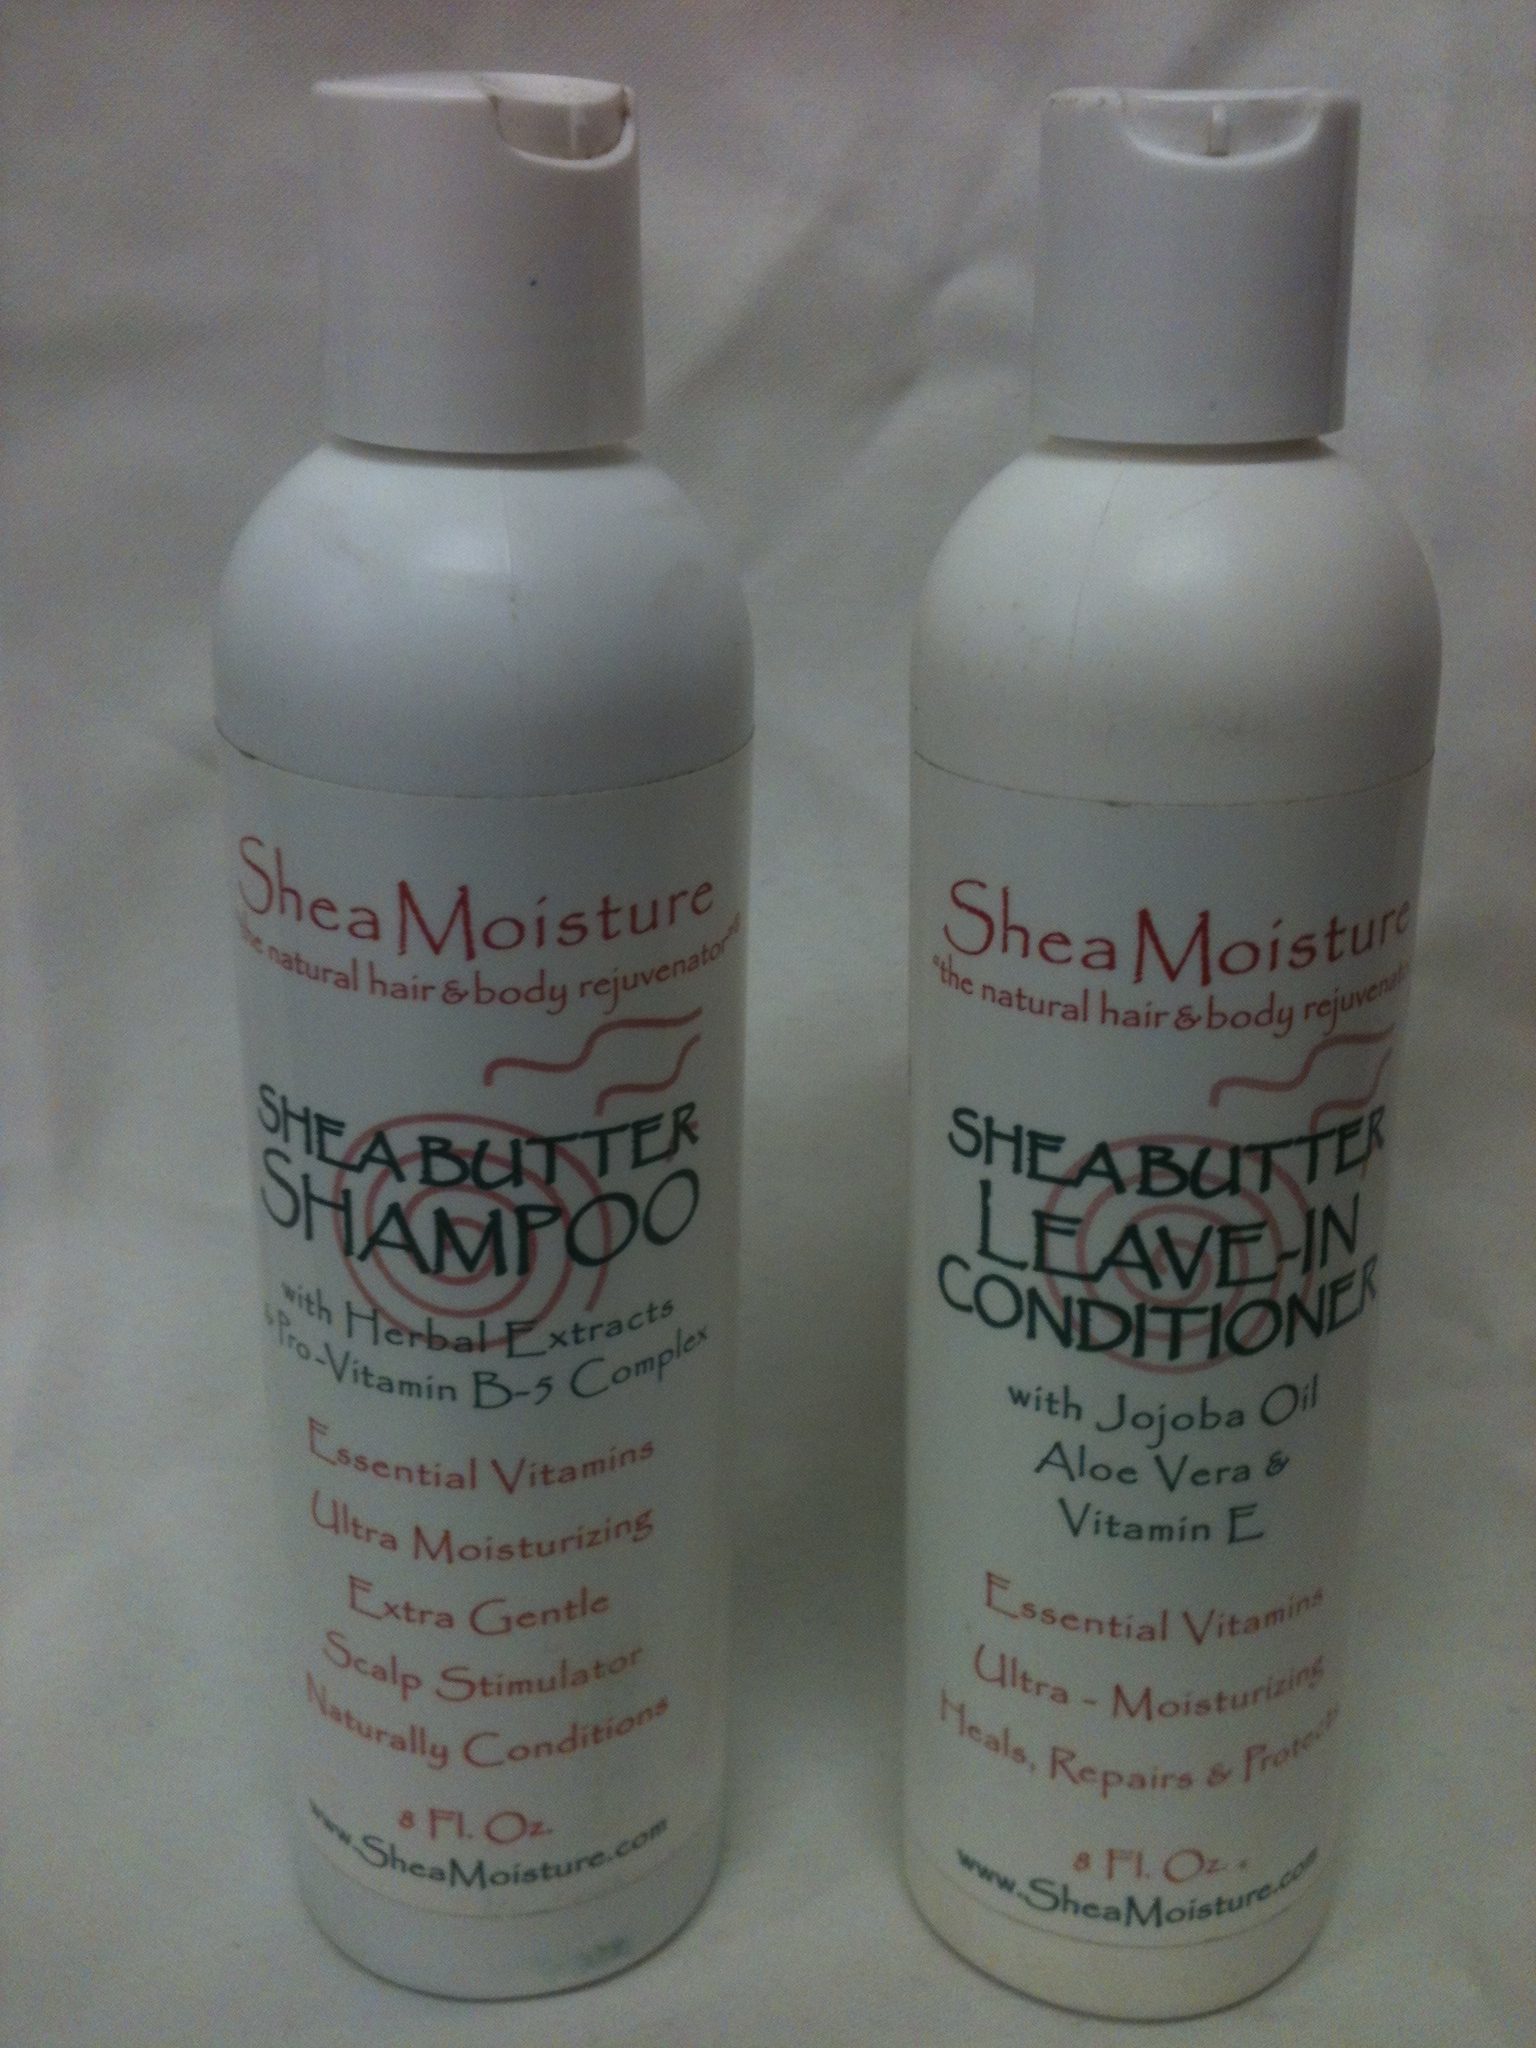 Shea Moisture
"the natural hair & body rejuvenator"
SHEA BUTTER
SHAMPOO
with Herbal Extracts
& Pro-Vitamin B-5 Complex
Essential Vitamins
Ultra Moisturizing
Extra Gentle
Scalp Stimulator
Naturally Conditions
8 Fl. Oz.
www.SheaMoisture.com
Shea Moisture
"the natural hair & body rejuvenator
SHEA BUTTER
LEAVE-IN
CONDITIONER
with Jojoba Oil
Aloe Vera &
Vitamin E
Essential Vitamins
Ultra - Moisturizing
Heals, Repairs & Protects
8 Fl. Oz.
www.SheaMoisture.com